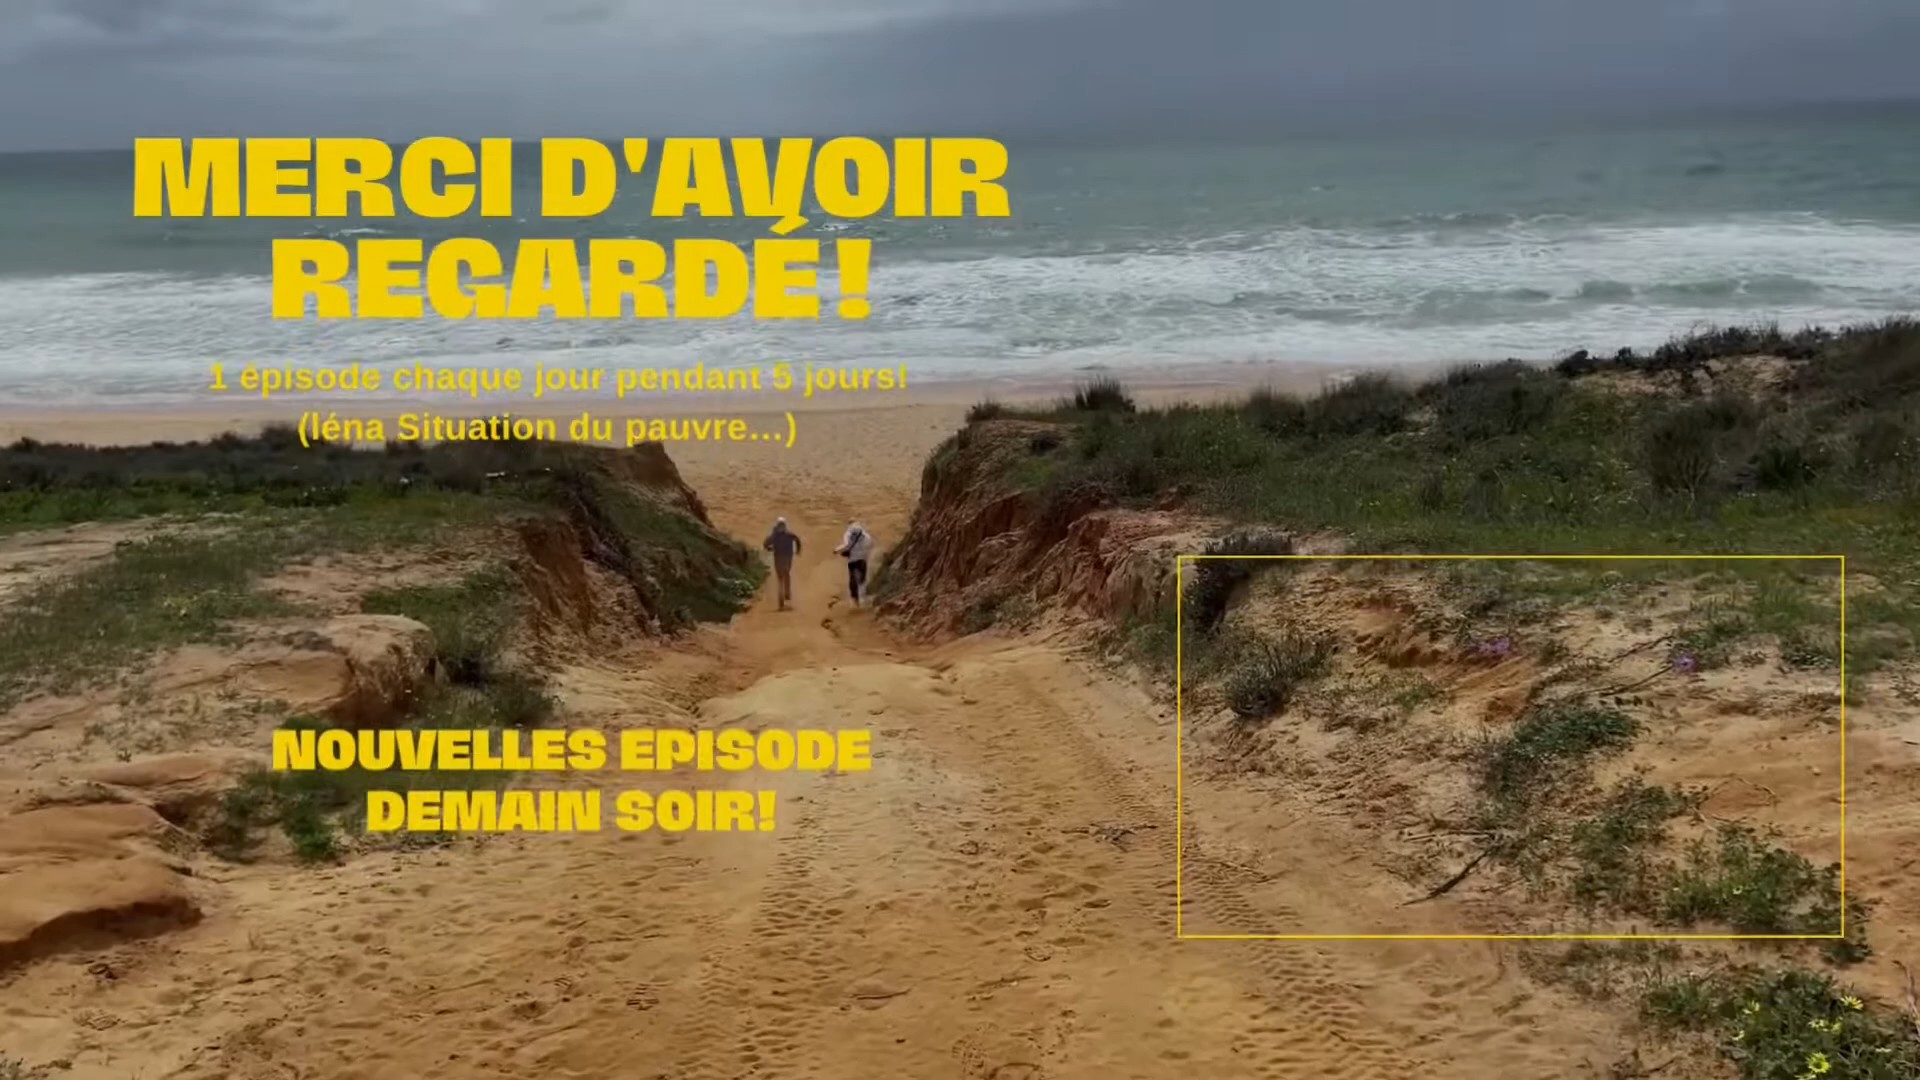 MERCI D'AVOIR
REGARDÉ!
1 épisode chaque jour pendant 5 jours!
(léna Situation du pauvre...)
NOUVELLES EPISODE
DEMAIN SOIR!